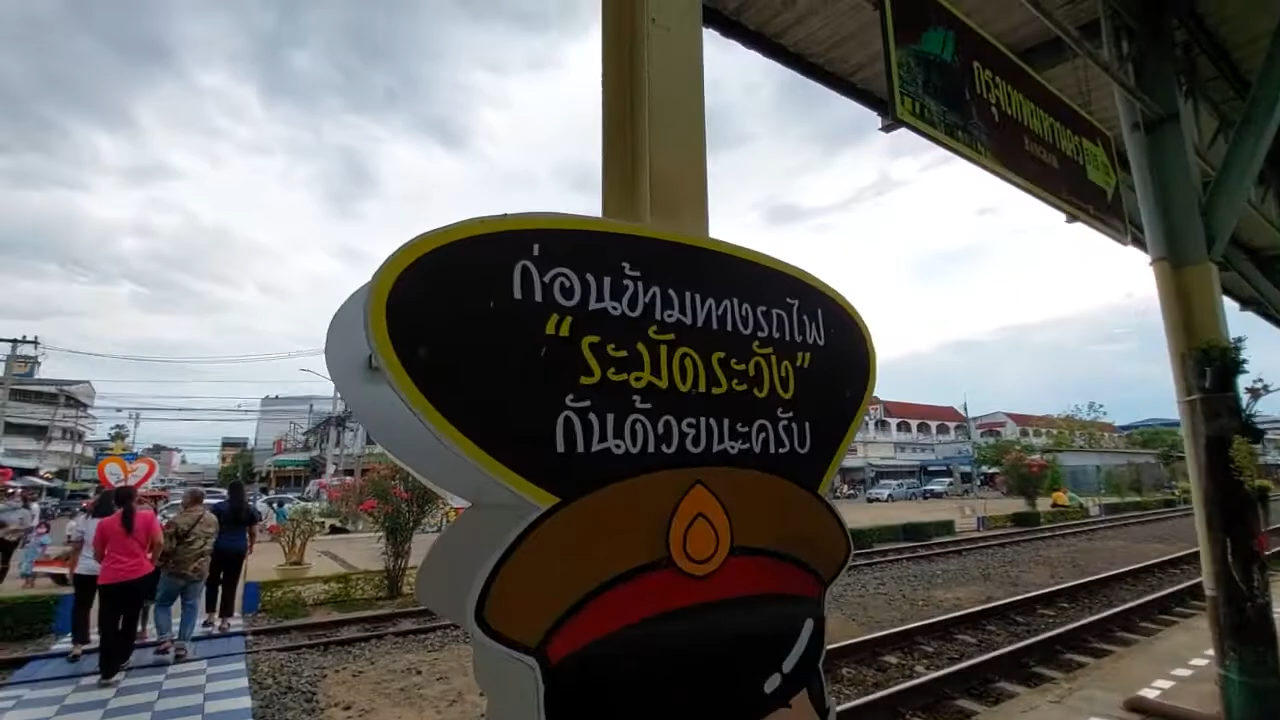 ก่อนข้ามทางรถไฟ
“ระมัดระวัง”
กันด้วยนะครับ
กรุงเทพมหานคร
BANGKOK